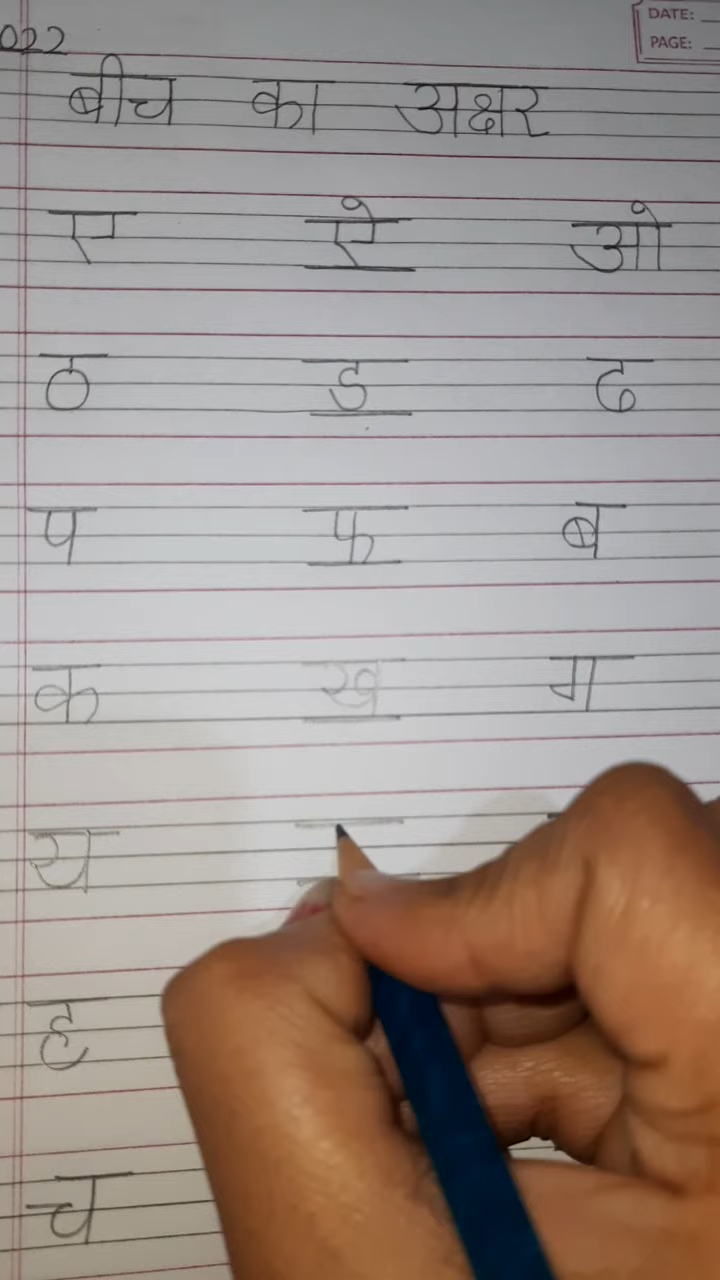 022
DATE:
PAGE:
बीच का अक्षर
ए ऐ ओ
ठ ड ढ
प फ ब
क ख ग
य
ह
च